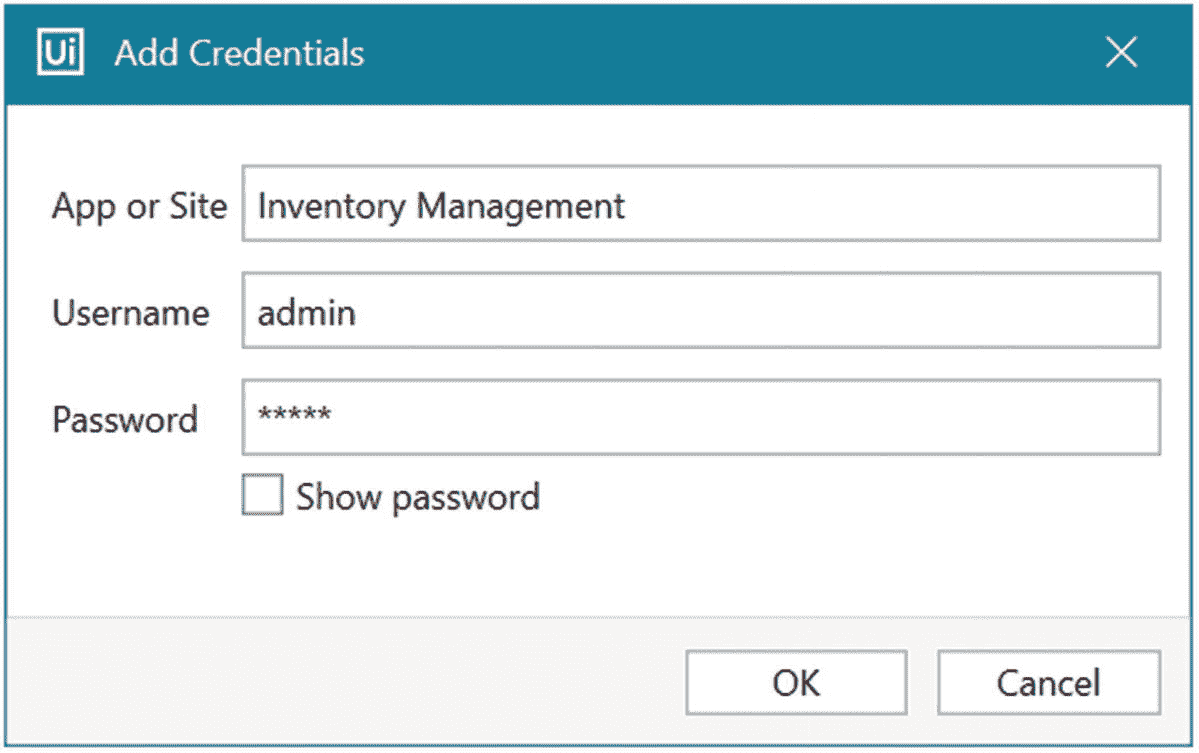 Ui Add Credentials
App or Site Inventory Management
Username admin
Password *****
Show password
OK Cancel